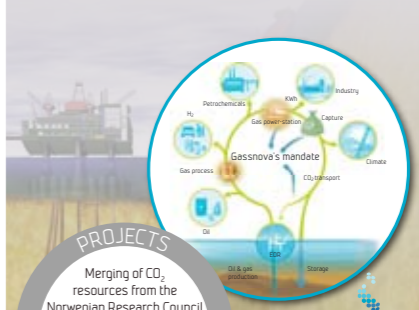 Petrochemicals
KWh
Industry
H₂
Gas power-station
Capture
Gassnova's mandate
Climate
Gas process
CO₂ transport
Oil
EOR
Oil & gas
production
Storage
PROJECTS
Merging of CO₂
resources from the
Norwegian Research Council